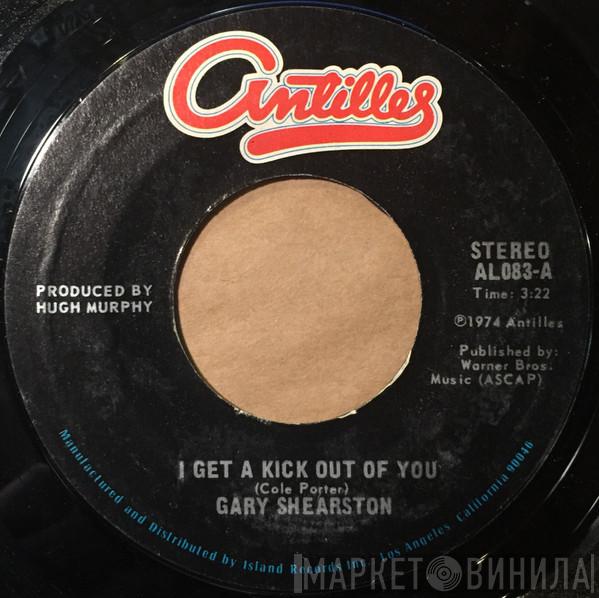 Antilles
STEREO
AL083-A
Time: 3:22
PRODUCED BY
HUGH MURPHY
℗1974 Antilles
Published by:
Warner Bros.
Music (ASCAP)
I GET A KICK OUT OF YOU
(Cole Porter)
GARY SHEARSTON
Manufactured and Distributed by Island Records Inc., Los Angeles, California 90046
МАРКЕТ ВИНИЛА